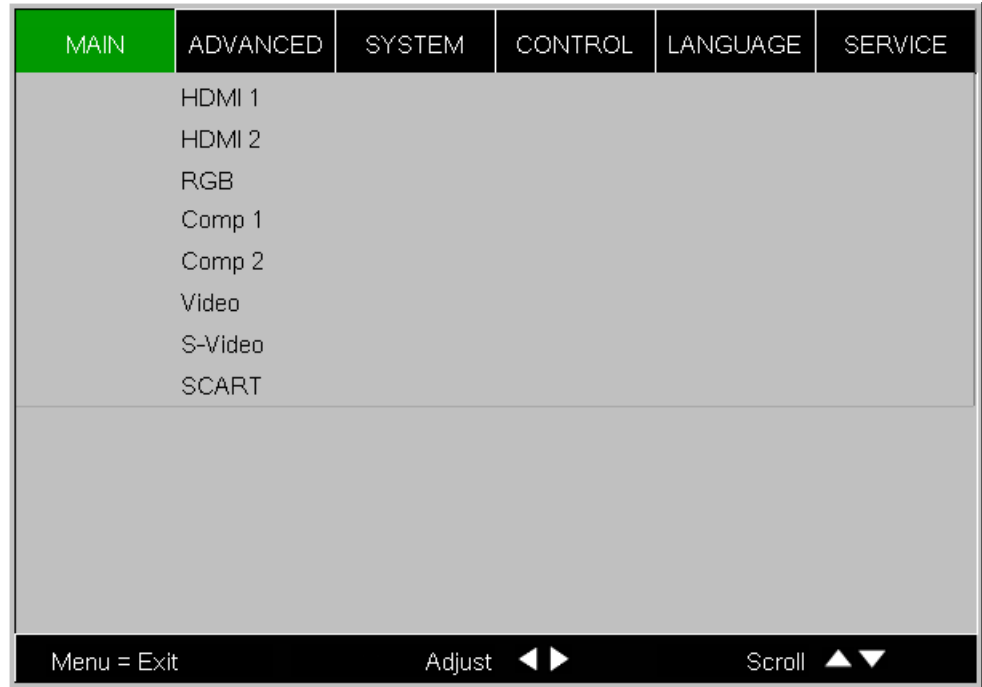 MAIN ADVANCED SYSTEM CONTROL LANGUAGE SERVICE
HDMI 1
HDMI 2
RGB
Comp 1
Comp 2
Video
S-Video
SCART
Menu = Exit Adjust ◀▶ Scroll ▲▼